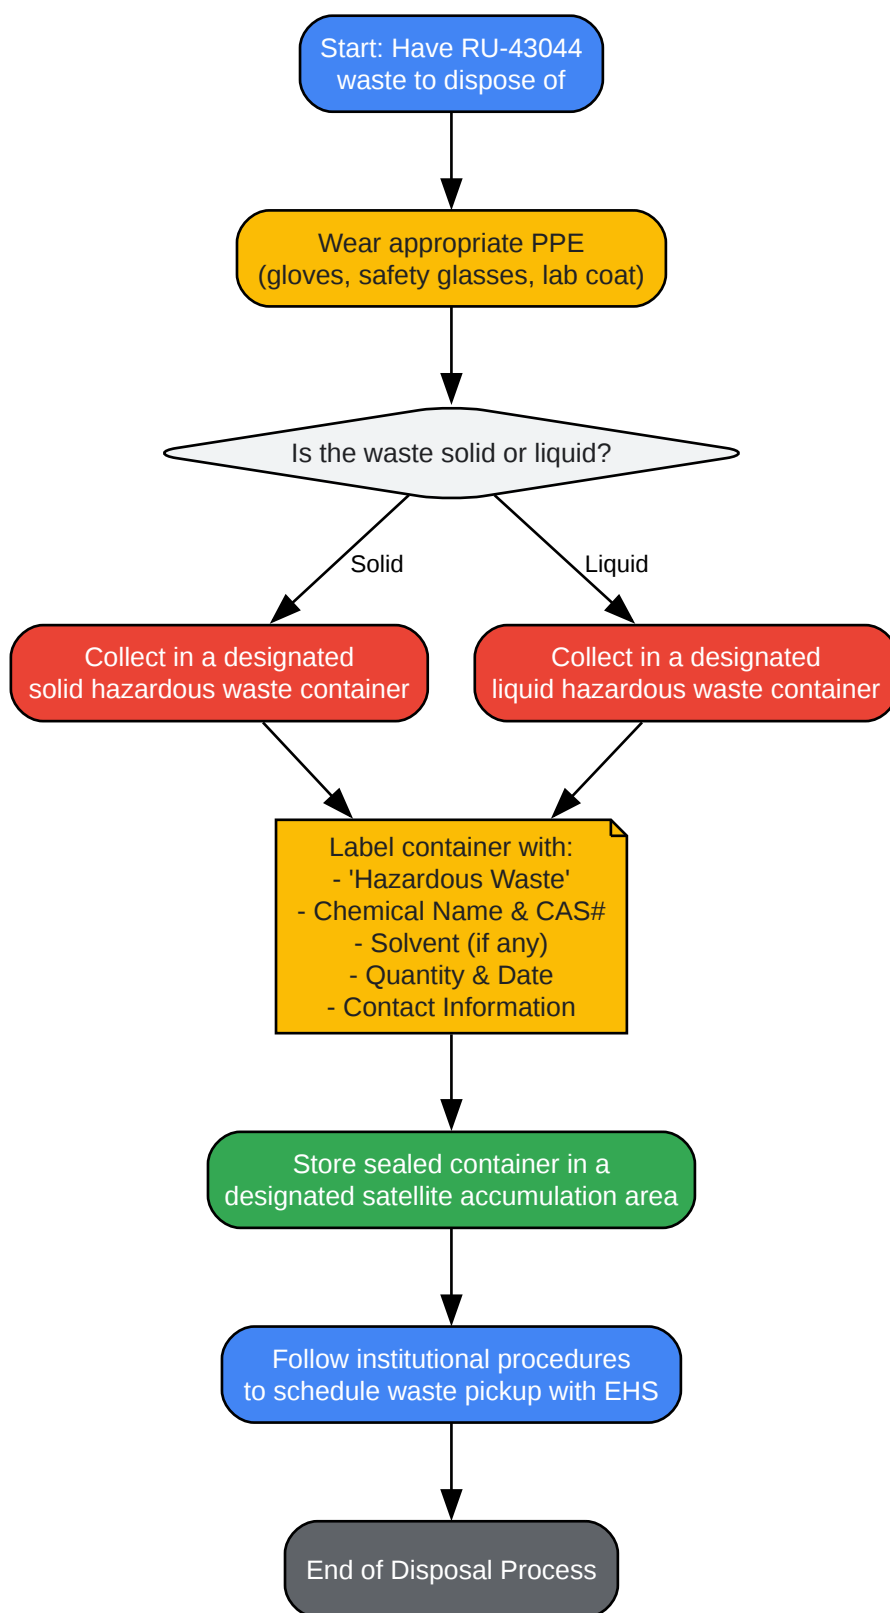 Start: Have RU-43044
waste to dispose of
Wear appropriate PPE
(gloves, safety glasses, lab coat)
Is the waste solid or liquid?
Solid
Liquid
Collect in a designated
solid hazardous waste container
Collect in a designated
liquid hazardous waste container
Label container with:
- 'Hazardous Waste'
- Chemical Name & CAS#
- Solvent (if any)
- Quantity & Date
- Contact Information
Store sealed container in a
designated satellite accumulation area
Follow institutional procedures
to schedule waste pickup with EHS
End of Disposal Process